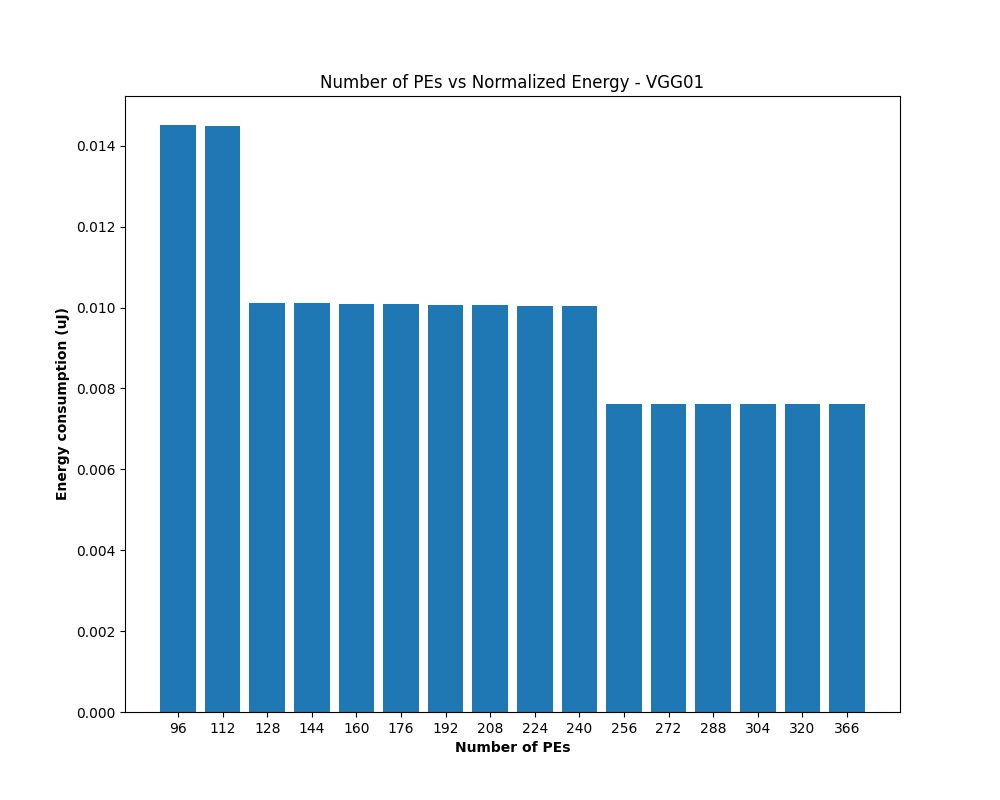 Number of PEs vs Normalized Energy - VGG01
Energy consumption (uJ)
0.014
0.012
0.010
0.008
0.006
0.004
0.002
0.000
96 112 128 144 160 176 192 208 224 240 256 272 288 304 320 366
Number of PEs